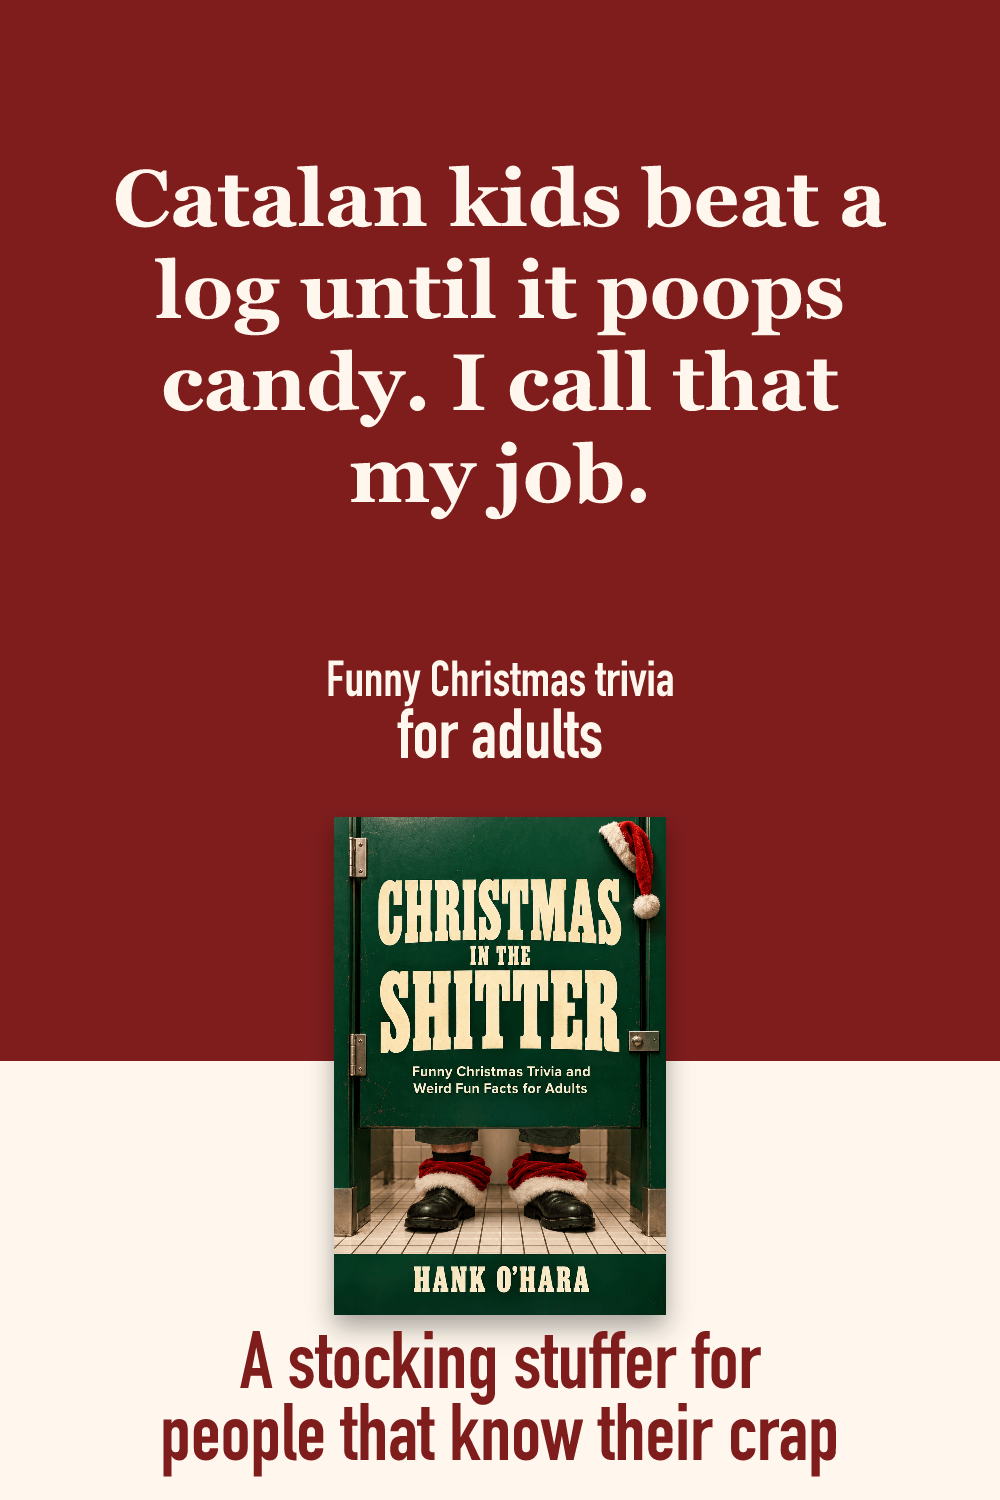 Catalan kids beat a
log until it poops
candy. I call that
my job.
Funny Christmas trivia
for adults
CHRISTMAS
IN THE
SHITTER
Funny Christmas Trivia and
Weird Fun Facts for Adults
HANK O'HARA
A stocking stuffer for
people that know their crap